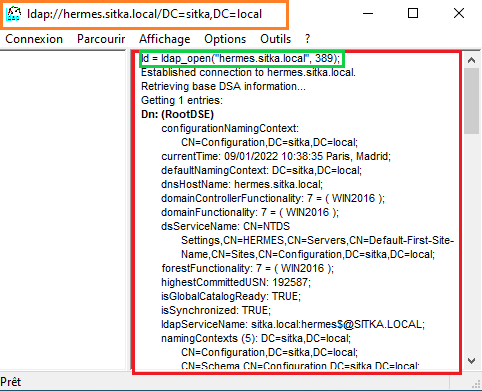 ldap://hermes.sitka.local/DC=sitka,DC=local
Connexion Parcourir Affichage Options Outils ?
ld = ldap_open("hermes.sitka.local", 389);
Established connection to hermes.sitka.local.
Retrieving base DSA information...
Getting 1 entries:
Dn: (RootDSE)
configurationNamingContext:
CN=Configuration,DC=sitka,DC=local;
currentTime: 09/01/2022 10:38:35 Paris, Madrid;
defaultNamingContext: DC=sitka,DC=local;
dnsHostName: hermes.sitka.local;
domainControllerFunctionality: 7 = ( WIN2016 );
domainFunctionality: 7 = ( WIN2016 );
dsServiceName: CN=NTDS
Settings,CN=HERMES,CN=Servers,CN=Default-First-Site-
Name,CN=Sites,CN=Configuration,DC=sitka,DC=local;
forestFunctionality: 7 = ( WIN2016 );
highestCommittedUSN: 192587;
isGlobalCatalogReady: TRUE;
isSynchronized: TRUE;
ldapServiceName: sitka.local:hermes$@SITKA.LOCAL;
namingContexts (5): DC=sitka,DC=local;
CN=Configuration,DC=sitka,DC=local;
CN=Schema,CN=Configuration,DC=sitka,DC=local;
Prêt